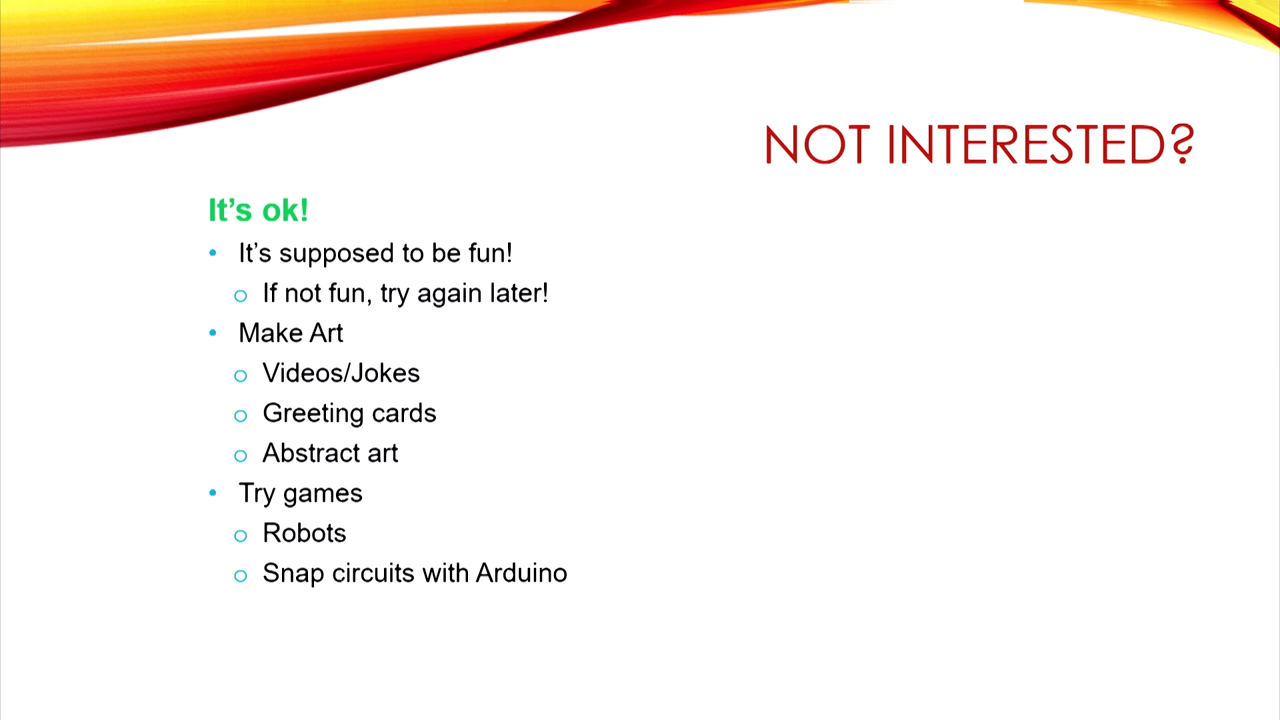 NOT INTERESTED?
It's ok!
• It's supposed to be fun!
o If not fun, try again later!
• Make Art
o Videos/Jokes
o Greeting cards
o Abstract art
• Try games
o Robots
o Snap circuits with Arduino